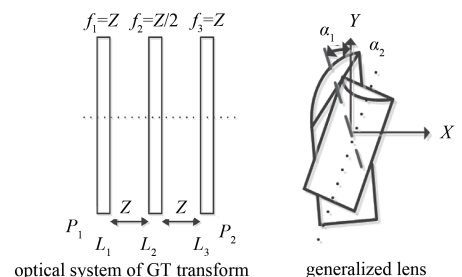 f₁=Z f₂=Z/2 f₃=Z
Y
α₁ α₂
X
Z Z
P₁ P₂
L₁ L₂ L₃
optical system of GT transform
generalized lens